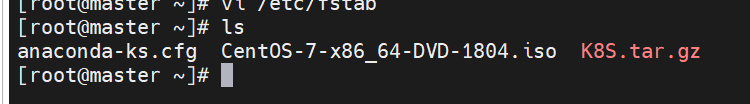 [root@master ~]# vi /etc/fstab
[root@master ~]# ls
anaconda-ks.cfg  CentOS-7-x86_64-DVD-1804.iso  K8S.tar.gz
[root@master ~]#